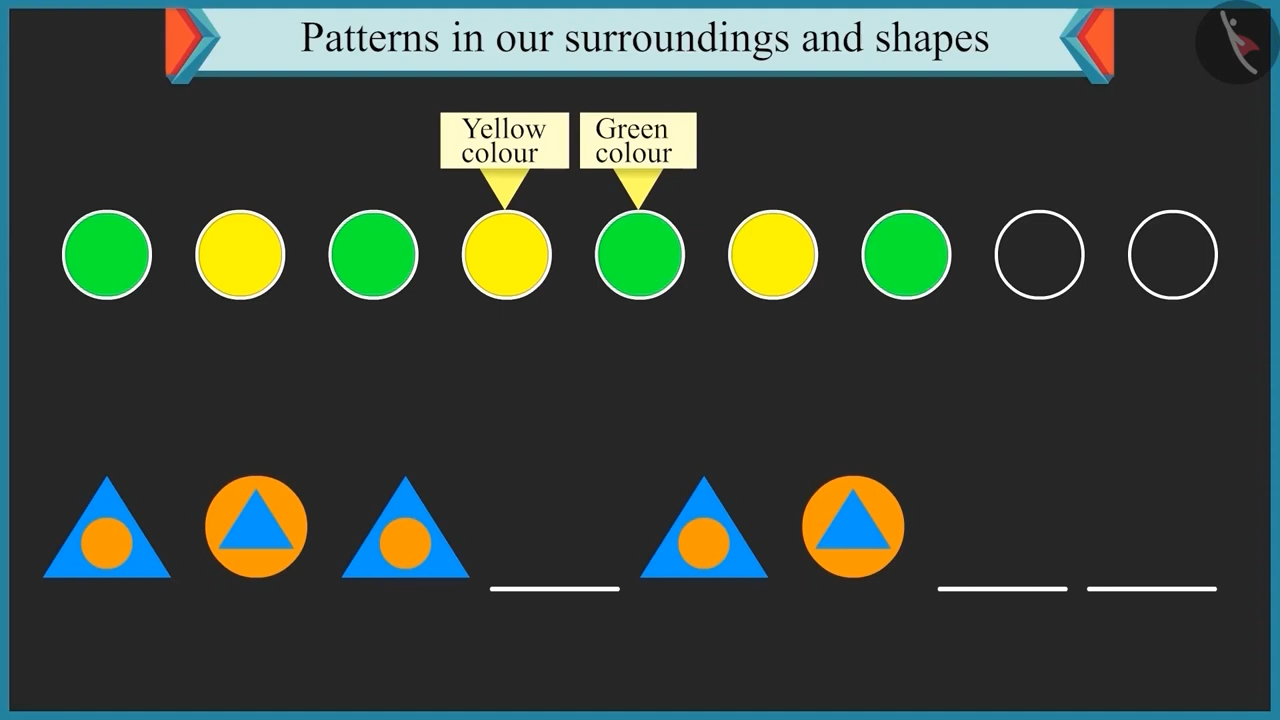 Patterns in our surroundings and shapes
Yellow
colour
Green
colour